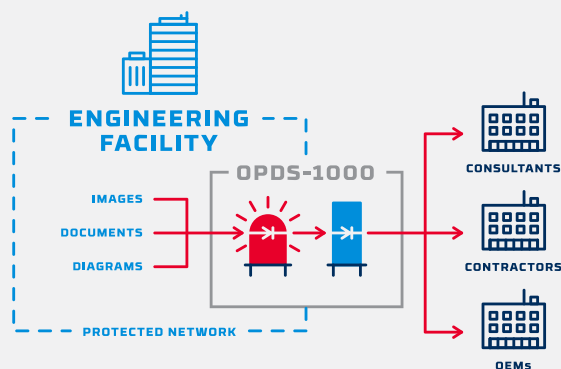 ENGINEERING
FACILITY
OPDS-1000
IMAGES
DOCUMENTS
DIAGRAMS
PROTECTED NETWORK
CONSULTANTS
CONTRACTORS
OEMs